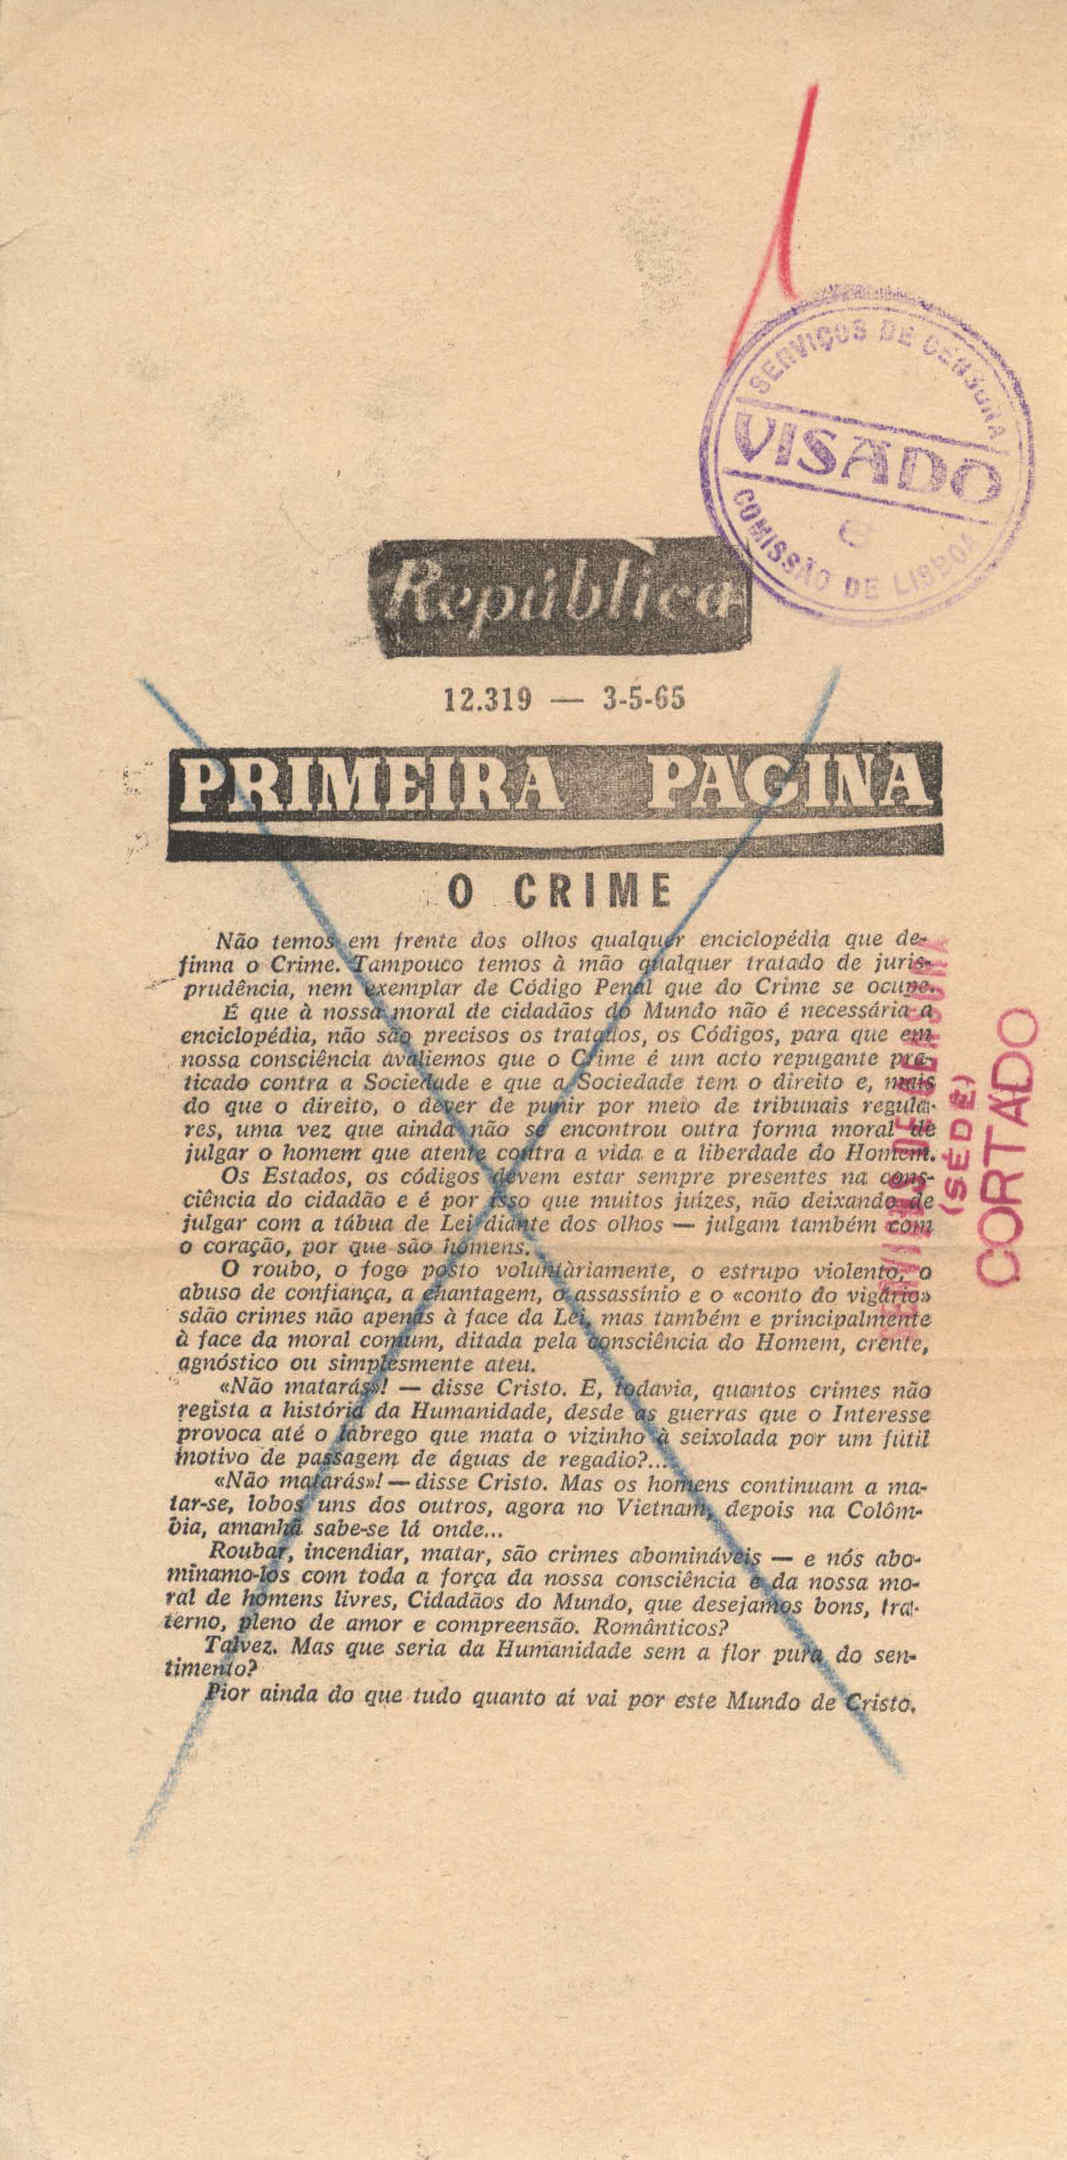 SERVIÇOS DE CENSURA
VISADO
8
COMISSÃO DE LISBOA
República
12.319 — 3-5-65
PRIMEIRA PAGINA
O CRIME
Não temos em frente dos olhos qualquer enciclopédia que de-
finna o Crime. Tampouco temos à mão qualquer tratado de juris-
prudência, nem exemplar de Código Penal que do Crime se ocupe.
E que à nossa moral de cidadãos do Mundo não é necessária a
enciclopédia, não são precisos os tratados, os Códigos, para que em
nossa consciência avaliemos que o Crime é um acto repugante pra-
ticado contra a Sociedade e que a Sociedade tem o direito e, mais
do que o direito, o dever de punir por meio de tribunais regula-
res, uma vez que ainda não se encontrou outra forma moral de
julgar o homem que atente contra a vida e a liberdade do Homem.
Os Estados, os códigos devem estar sempre presentes na cons-
ciência do cidadão e é por isso que muitos juízes, não deixando de
julgar com a tábua de Lei diante dos olhos — julgam também com
o coração, por que são homens.
O roubo, o fogo posto voluntàriamente, o estrupo violento, o
abuso de confiança, a chantagem, o assassínio e o «conto do vigário»
sdão crimes não apenas à face da Lei, mas também e principalmente
à face da moral comum, ditada pela consciência do Homem, crente,
agnóstico ou simplesmente ateu.
«Não matarás»! — disse Cristo. E, todavia, quantos crimes não
regista a história da Humanidade, desde as guerras que o Interesse
provoca até o labrego que mata o vizinho à seixolada por um fútil
motivo de passagem de águas de regadio?...
«Não matarás»! — disse Cristo. Mas os homens continuam a ma-
tar-se, lobos uns dos outros, agora no Vietnam, depois na Colôm-
bia, amanhã sabe-se lá onde...
Roubar, incendiar, matar, são crimes abomináveis — e nós abo-
minamo-los com toda a força da nossa consciência e da nossa mo-
ral de homens livres, Cidadãos do Mundo, que desejamos bons, fra-
terno, pleno de amor e compreensão. Românticos?
Talvez. Mas que seria da Humanidade sem a flor pura do sen-
timento?
Pior ainda do que tudo quanto aí vai por este Mundo de Cristo.
DE CENSURA
(SÉDE)
CORTADO